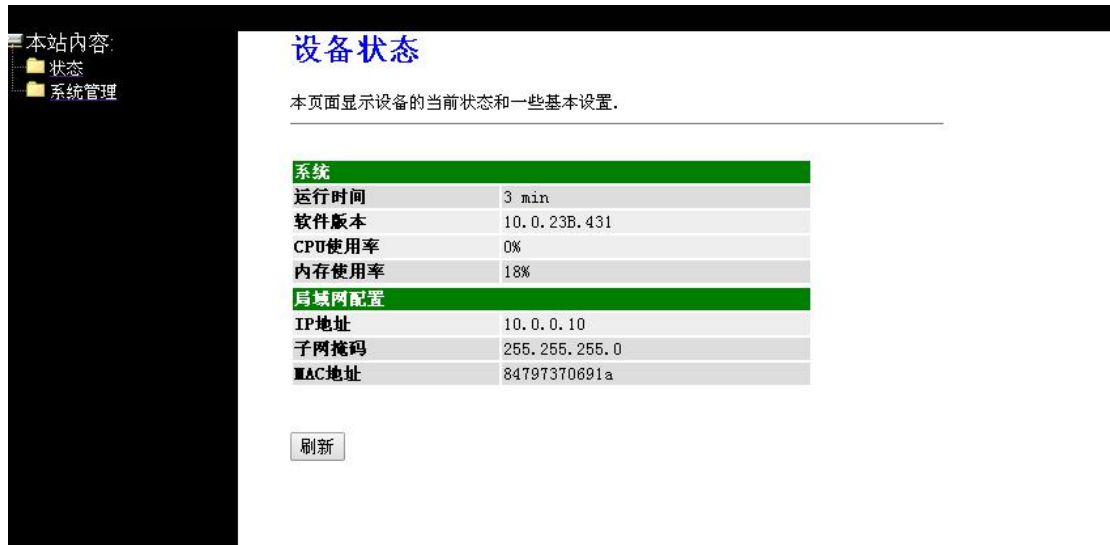 本站内容:
状态
系统管理
设备状态
本页面显示设备的当前状态和一些基本设置.
系统
运行时间 3 min
软件版本 10.0.23B.431
CPU使用率 0%
内存使用率 18%
局域网配置
IP地址 10.0.0.10
子网掩码 255.255.255.0
MAC地址 84797370691a
刷新